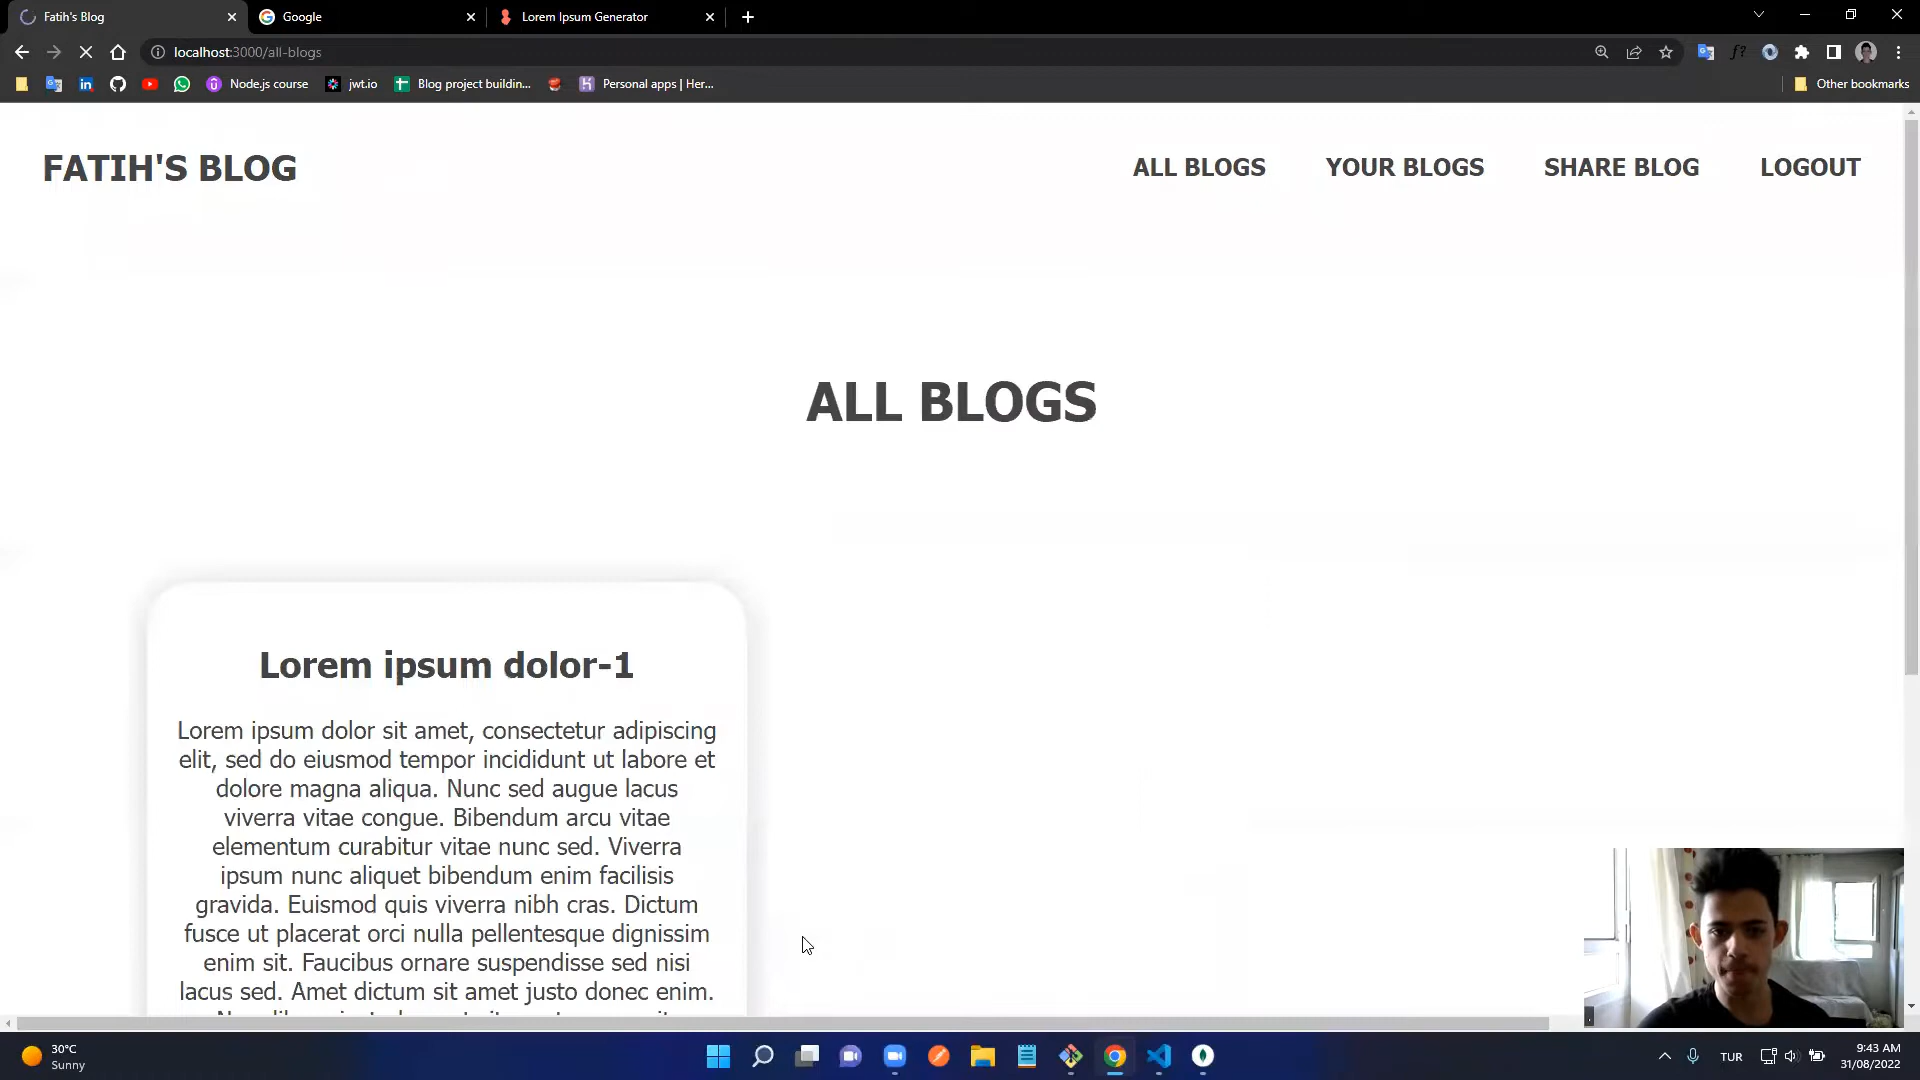 Fatih's Blog
Google
Lorem Ipsum Generator
localhost:3000/all-blogs
Node.js course
jwt.io
Blog project buildin...
Personal apps | Her...
Other bookmarks
FATIH'S BLOG
ALL BLOGS
YOUR BLOGS
SHARE BLOG
LOGOUT
ALL BLOGS
Lorem ipsum dolor-1
Lorem ipsum dolor sit amet, consectetur adipiscing
elit, sed do eiusmod tempor incididunt ut labore et
dolore magna aliqua. Nunc sed augue lacus
viverra vitae congue. Bibendum arcu vitae
elementum curabitur vitae nunc sed. Viverra
ipsum nunc aliquet bibendum enim facilisis
gravida. Euismod quis viverra nibh cras. Dictum
fusce ut placerat orci nulla pellentesque dignissim
enim sit. Faucibus ornare suspendisse sed nisi
lacus sed. Amet dictum sit amet justo donec enim.
30°C
Sunny
TUR
9:43 AM
31/08/2022